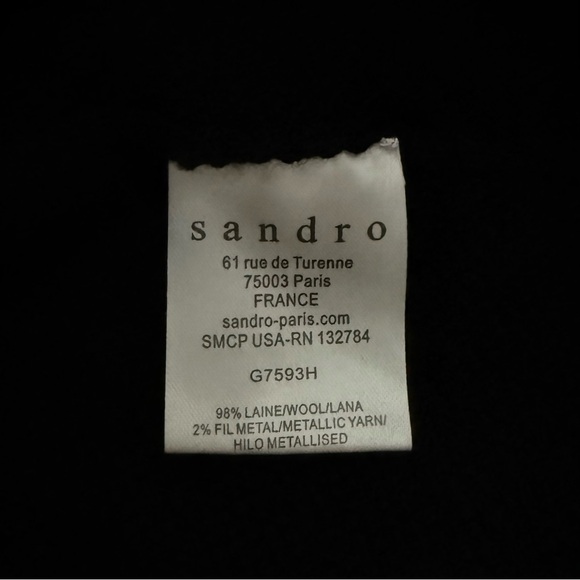 sandro
61 rue de Turenne
75003 Paris
FRANCE
sandro-paris.com
SMCP USA-RN 132784
G7593H
98% LAINE/WOOL/LANA
2% FIL METAL/METALLIC YARN/
HILO METALLISED